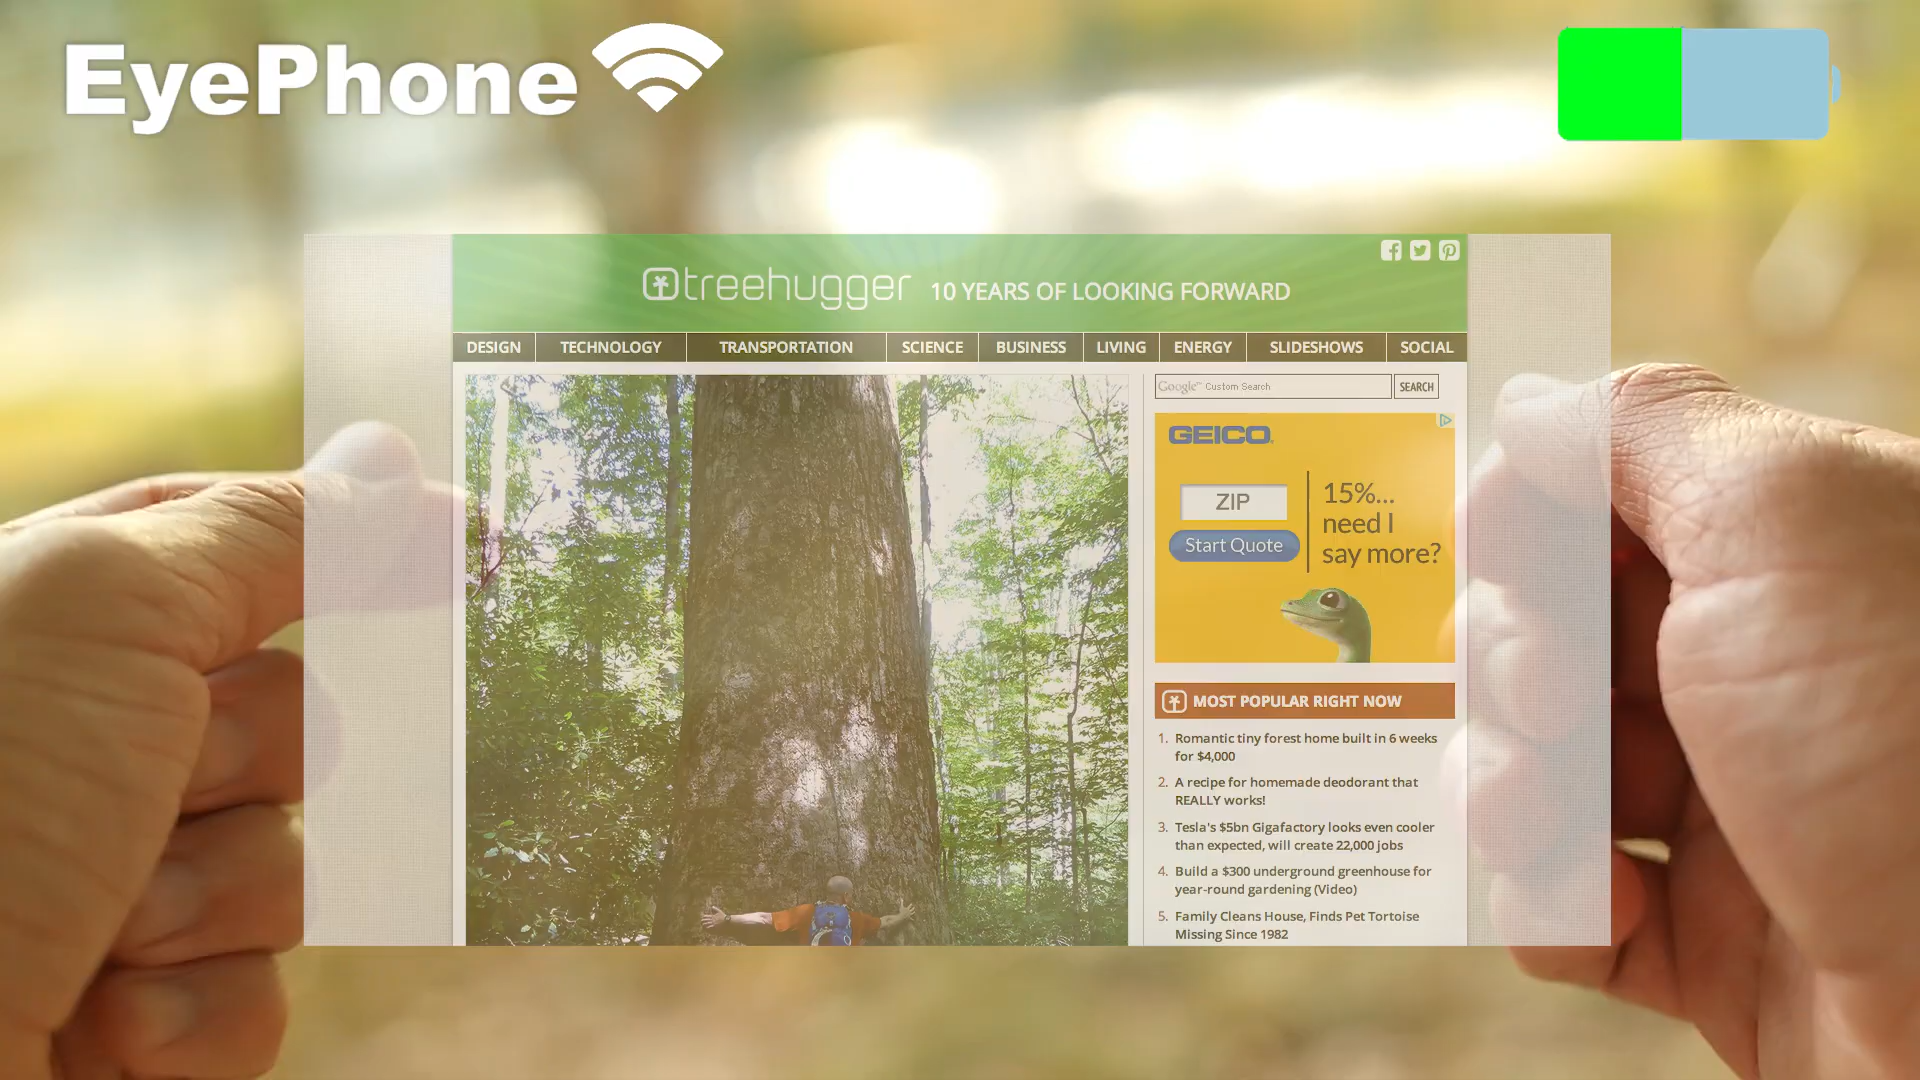 EyePhone
treehugger 10 YEARS OF LOOKING FORWARD
DESIGN TECHNOLOGY TRANSPORTATION SCIENCE BUSINESS LIVING ENERGY SLIDESHOWS SOCIAL
Google™ Custom Search SEARCH
GEICO
ZIP
Start Quote
15%...
need I
say more?
MOST POPULAR RIGHT NOW
1. Romantic tiny forest home built in 6 weeks
for $4,000
2. A recipe for homemade deodorant that
REALLY works!
3. Tesla's $5bn Gigafactory looks even cooler
than expected, will create 22,000 jobs
4. Build a $300 underground greenhouse for
year-round gardening (Video)
5. Family Cleans House, Finds Pet Tortoise
Missing Since 1982